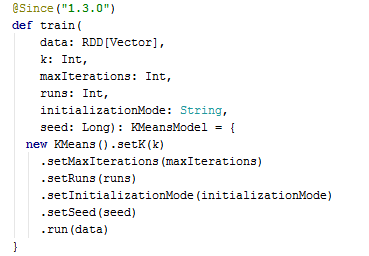 @Since("1.3.0")
def train(
    data: RDD[Vector],
    k: Int,
    maxIterations: Int,
    runs: Int,
    initializationMode: String,
    seed: Long): KMeansModel = {
  new KMeans().setK(k)
    .setMaxIterations(maxIterations)
    .setRuns(runs)
    .setInitializationMode(initializationMode)
    .setSeed(seed)
    .run(data)
}